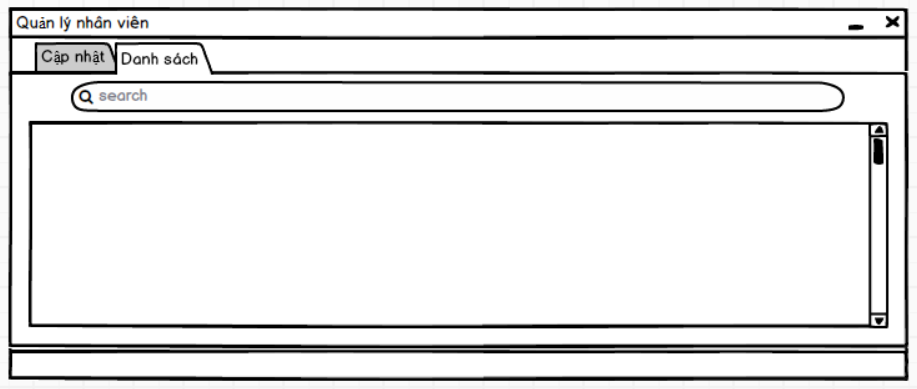 Quản lý nhân viên
Cập nhật Danh sách
search